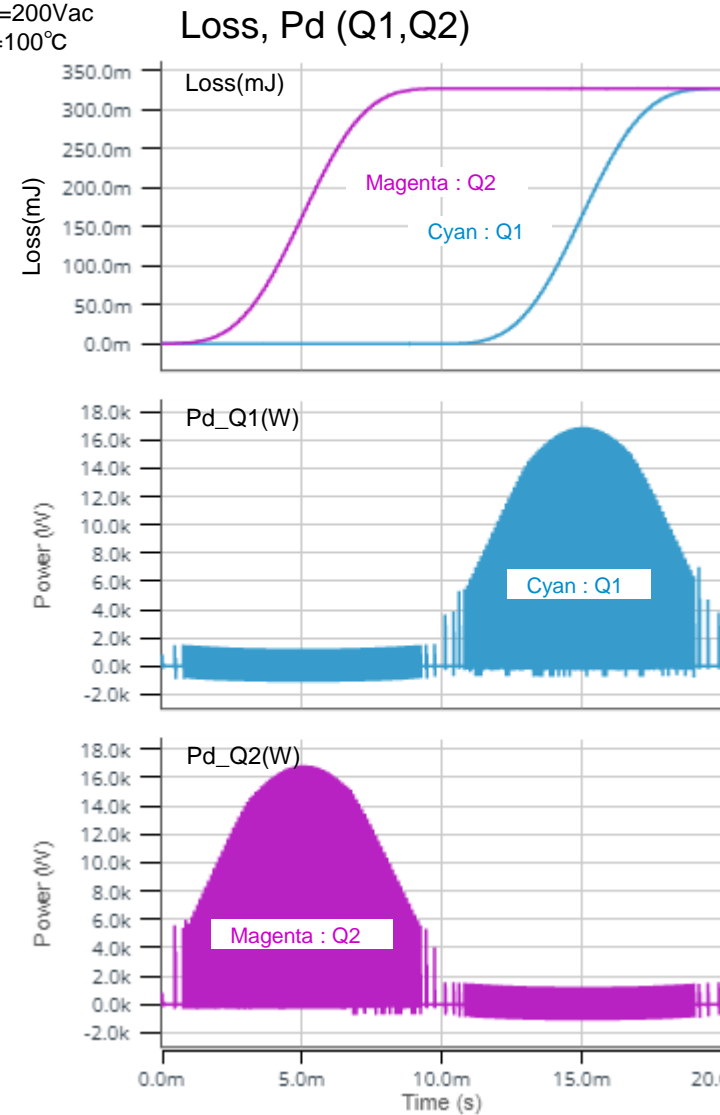 =200Vac
=100℃
Loss, Pd (Q1,Q2)
350.0m
Loss(mJ)
300.0m
250.0m
200.0m
Magenta : Q2
150.0m
Cyan : Q1
100.0m
50.0m
0.0m
Loss(mJ)
18.0k
Pd_Q1(W)
16.0k
14.0k
12.0k
10.0k
8.0k
6.0k
Cyan : Q1
4.0k
2.0k
0.0k
-2.0k
Power (W)
18.0k
Pd_Q2(W)
16.0k
14.0k
12.0k
10.0k
8.0k
6.0k
Magenta : Q2
4.0k
2.0k
0.0k
-2.0k
Power (W)
0.0m 5.0m 10.0m 15.0m 20.
Time (s)